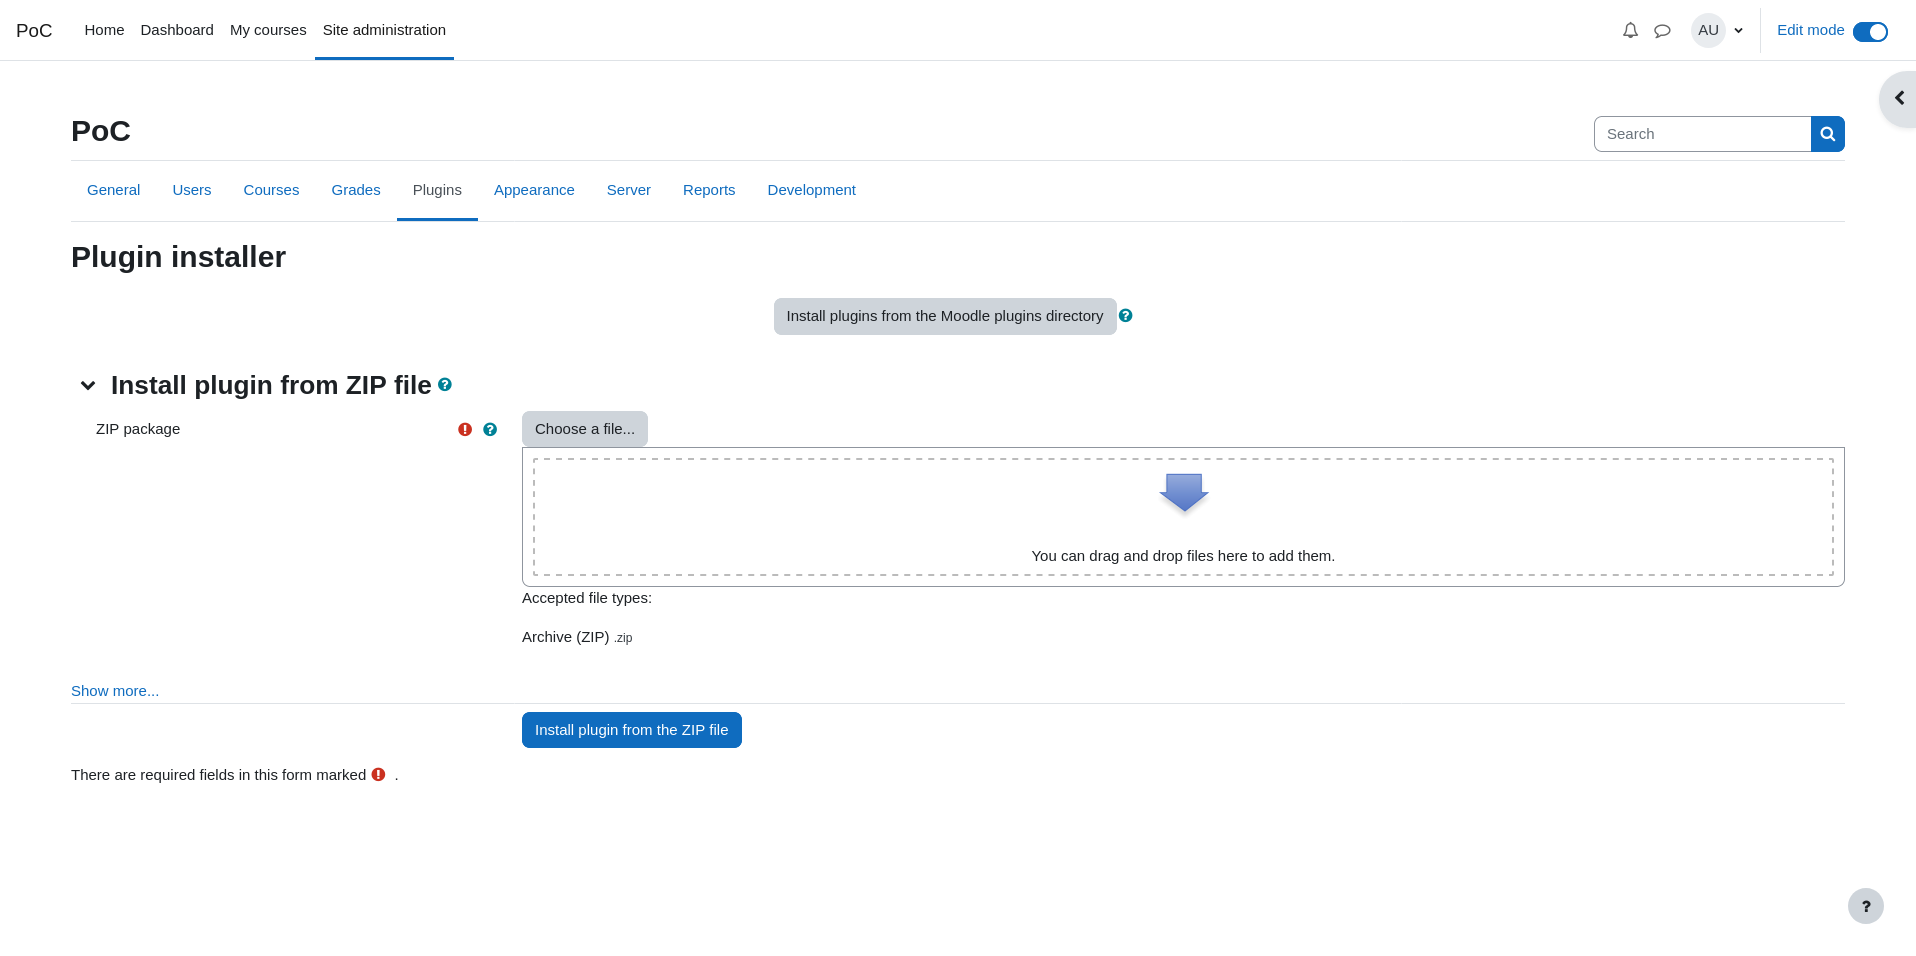 PoC Home Dashboard My courses Site administration AU Edit mode
PoC
Search
General Users Courses Grades Plugins Appearance Server Reports Development
Plugin installer
Install plugins from the Moodle plugins directory
Install plugin from ZIP file
ZIP package
Choose a file...
You can drag and drop files here to add them.
Accepted file types:
Archive (ZIP) .zip
Show more...
Install plugin from the ZIP file
There are required fields in this form marked .
?